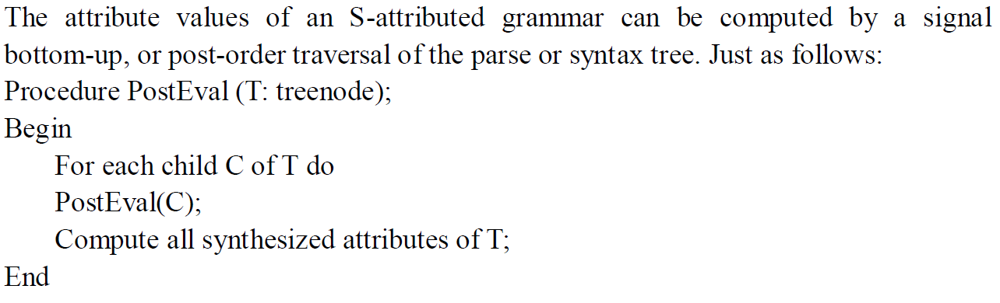 The attribute values of an S-attributed grammar can be computed by a signal
bottom-up, or post-order traversal of the parse or syntax tree. Just as follows:
Procedure PostEval (T: treenode);
Begin
For each child C of T do
PostEval(C);
Compute all synthesized attributes of T;
End